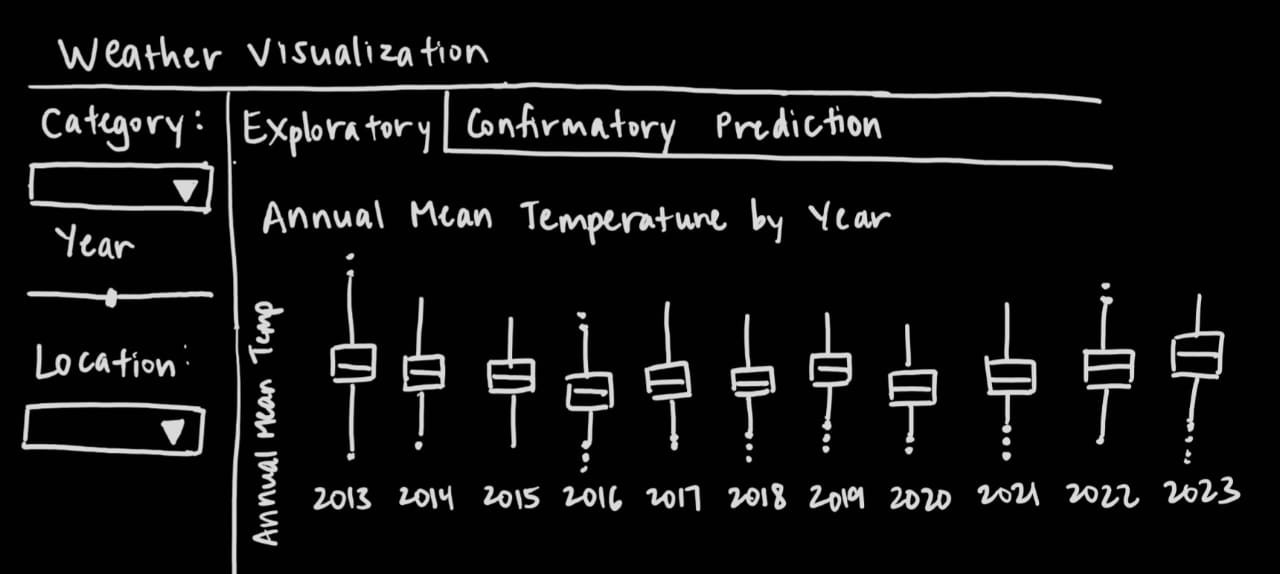 Weather Visualization
Category:
Year
Location:
Exploratory Confirmatory Prediction
Annual Mean Temperature by Year
Annual Mean Temp
2013 2014 2015 2016 2017 2018 2019 2020 2021 2022 2023